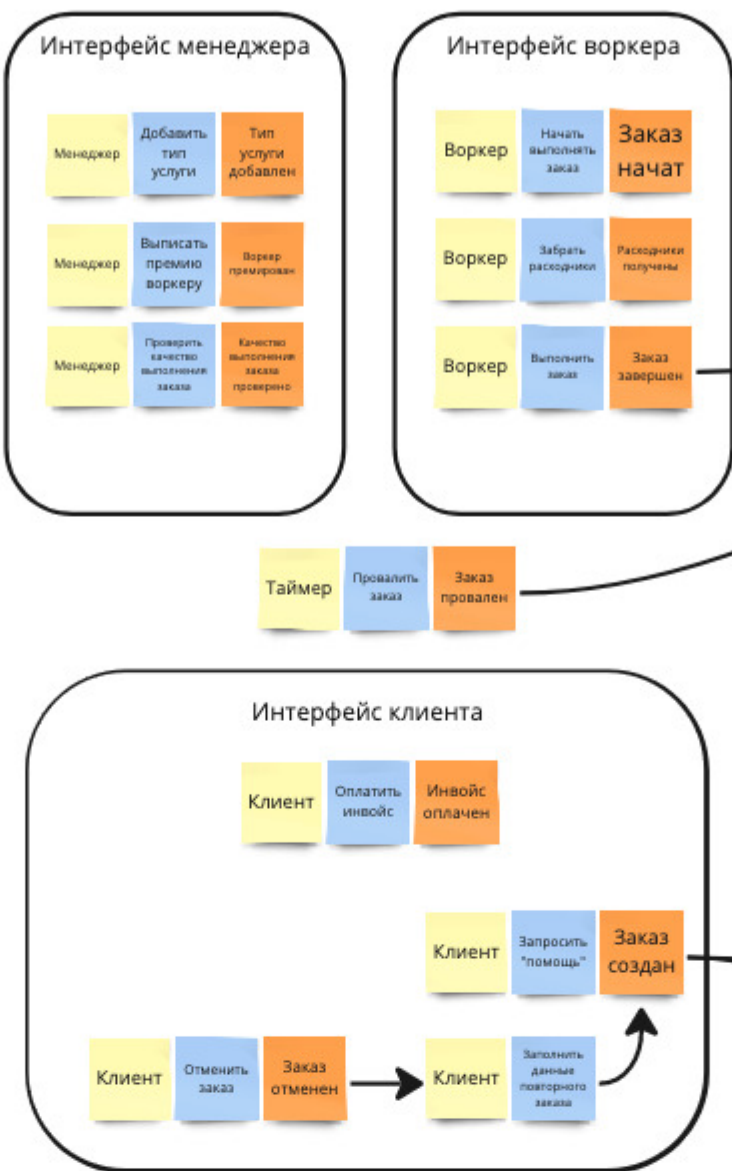 Интерфейс менеджера
Менеджер
Добавить
тип
услуги
Тип
услуги
добавлен
Менеджер
Выписать
премию
воркеру
Воркер
премирован
Менеджер
Проверить
качество
выполнения
заказа
Качество
выполнения
заказа
проверено
Интерфейс воркера
Воркер
Начать
выполнять
заказ
Заказ
начат
Воркер
Забрать
расходники
Расходники
получены
Воркер
Выполнить
заказ
Заказ
завершен
Таймер
Провалить
заказ
Заказ
провален
Интерфейс клиента
Клиент
Оплатить
инвойс
Инвойс
оплачен
Клиент
Запросить
"помощь"
Заказ
создан
Клиент
Отменить
заказ
Заказ
отменен
Клиент
Заполнить
данные
повторного
заказа